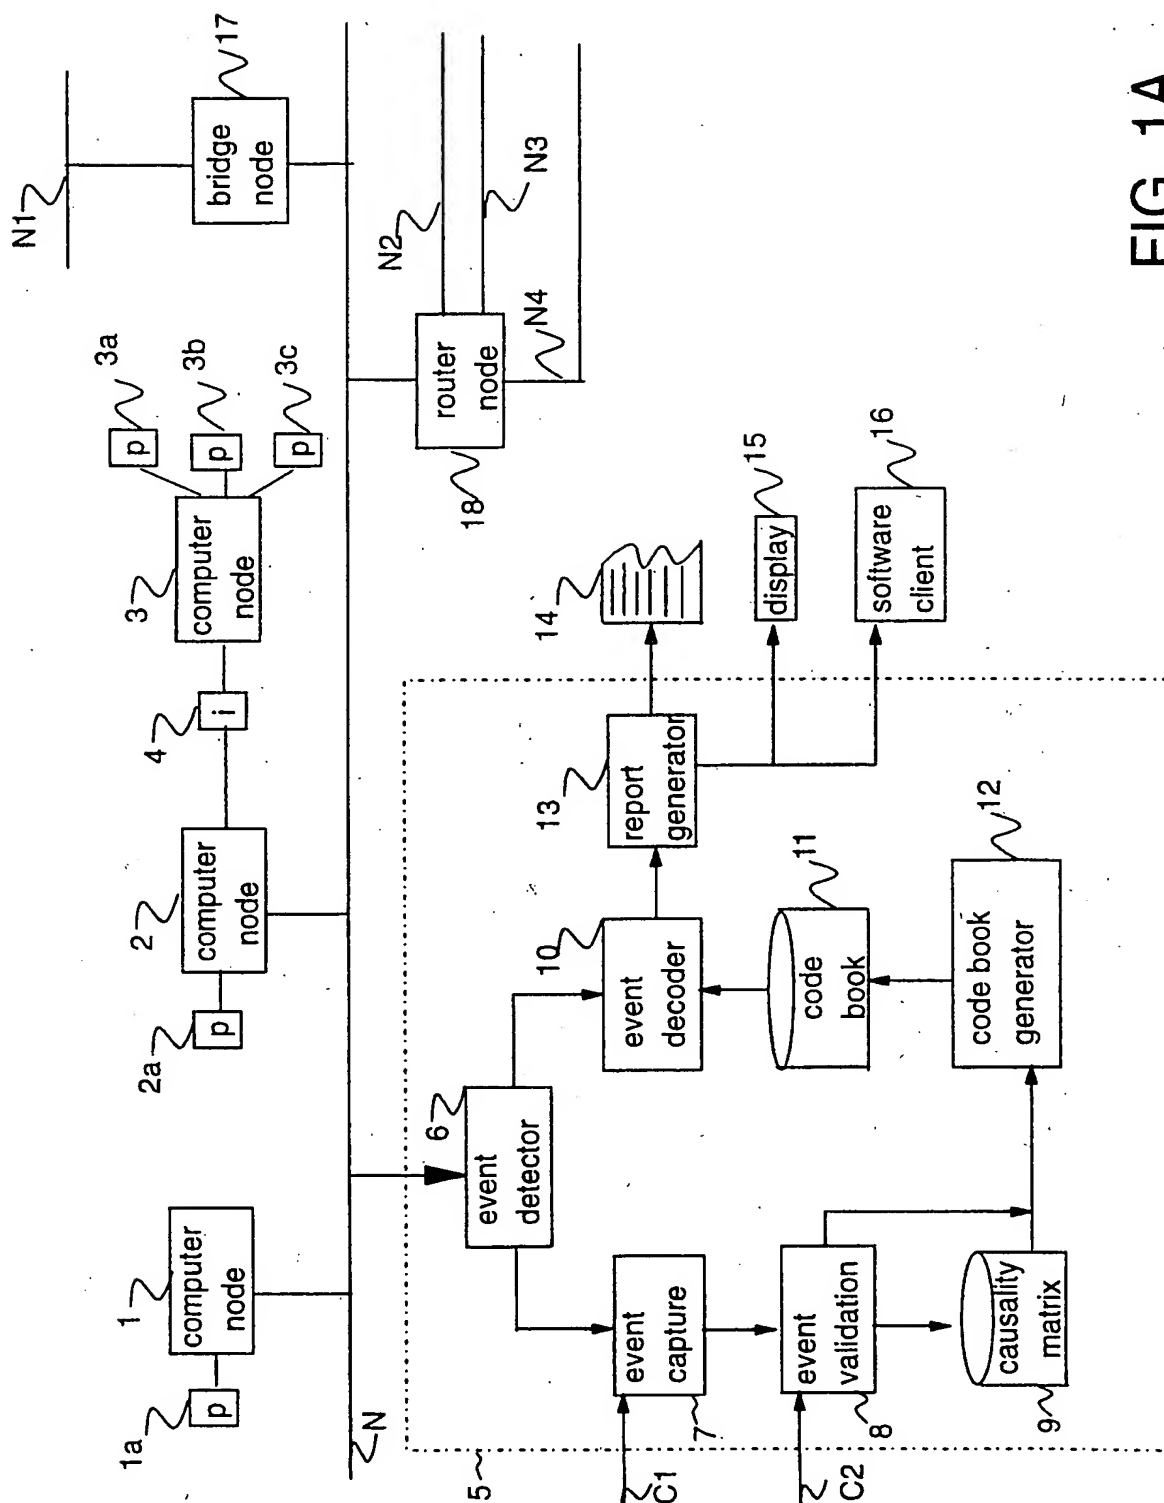 N1
17
bridge
node
3a
3b
3c
p
p
p
3
computer
node
4
i
2
computer
node
2a
p
1
computer
node
1a
p
N
N2
N3
N4
router
node
18
5
6
event
detector
C1
event
capture
7
C2
event
validation
8
causality
matrix
9
10
event
decoder
11
code
book
12
code book
generator
13
report
generator
14
15
display
16
software
client
FIG 1A